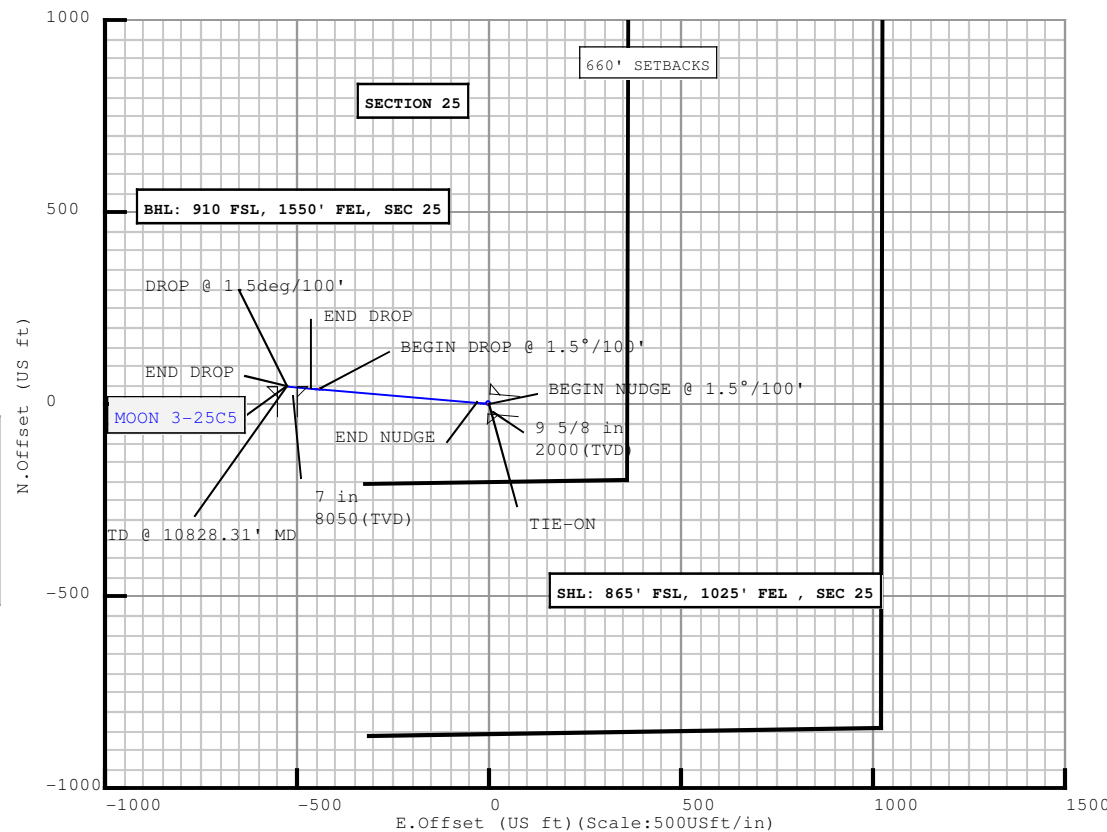 1000
660' SETBACKS
SECTION 25
500
BHL: 910 FSL, 1550' FEL, SEC 25
DROP @ 1.5deg/100'
END DROP
BEGIN DROP @ 1.5°/100'
END DROP
BEGIN NUDGE @ 1.5°/100'
0
MOON 3-25C5
END NUDGE
9 5/8 in
2000(TVD)
N.Offset (US ft)
7 in
8050(TVD)
TIE-ON
TD @ 10828.31' MD
-500
SHL: 865' FSL, 1025' FEL , SEC 25
-1000
-1000
-500
0
500
1000
1500
E.Offset (US ft)(Scale:500USft/in)